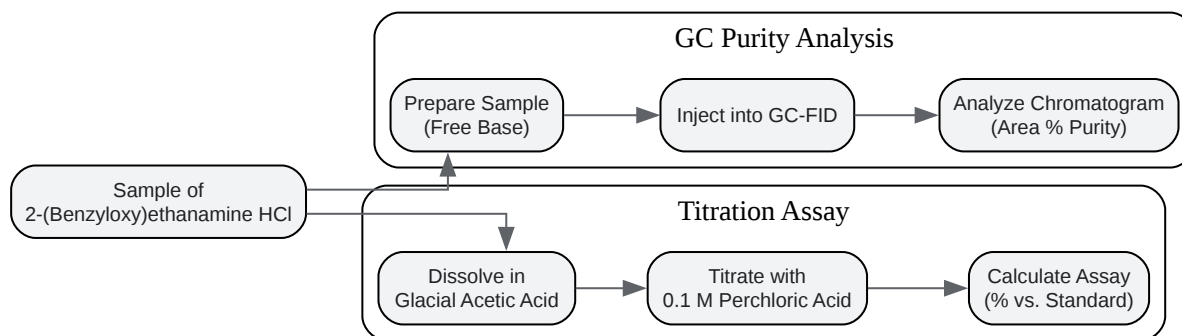 GC Purity Analysis
Prepare Sample
(Free Base)
Inject into GC-FID
Analyze Chromatogram
(Area % Purity)
Sample of
2-(Benzyloxy)ethanamine HCl
Titration Assay
Dissolve in
Glacial Acetic Acid
Titrate with
0.1 M Perchloric Acid
Calculate Assay
(% vs. Standard)